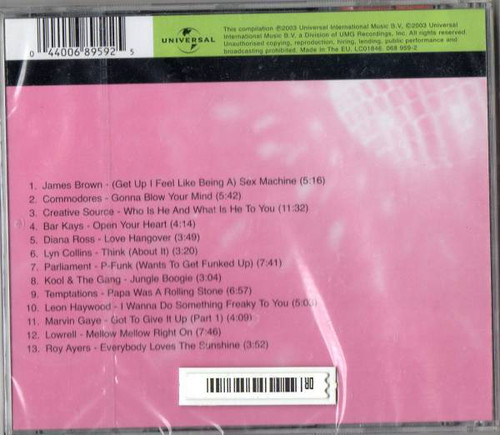 0 44006 89592 5
UNIVERSAL
This compilation ℗2003 Universal International Music B.V. ©2003 Universal
International Music B.V. a Division of UMG Recordings, Inc. All rights reserved.
Unauthorised copying, reproduction, hiring, lending, public performance and
broadcasting prohibited. Made In The EU. LC01846. 068 959-2
1. James Brown - (Get Up I Feel Like Being A) Sex Machine (5:16)
2. Commodores - Gonna Blow Your Mind (5:42)
3. Creative Source - Who Is He And What Is He To You (11:32)
4. Bar Kays - Open Your Heart (4:14)
5. Diana Ross - Love Hangover (3:49)
6. Lyn Collins - Think (About It) (3:20)
7. Parliament - P-Funk (Wants To Get Funked Up) (7:41)
8. Kool & The Gang - Jungle Boogie (3:04)
9. Temptations - Papa Was A Rolling Stone (6:57)
10. Leon Haywood - I Wanna Do Something Freaky To You (5:03)
11. Marvin Gaye - Got To Give It Up (Part 1) (4:09)
12. Lowrell - Mellow Mellow Right On (7:46)
13. Roy Ayers - Everybody Loves The Sunshine (3:52)